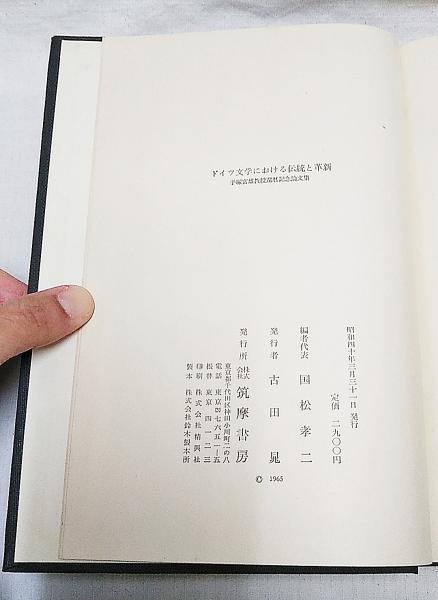 ドイツ文学における伝統と革新
手塚富雄教授還暦記念論文集
昭和四十年三月三十一日 発行
定価 二九〇〇円
編者代表 国松孝二
発行者 古田晁
発行所 株式会社 筑摩書房
東京都千代田区神田小川町二の八
電話 東京 七六五一—五
振替 東京 四一二三
印刷 株式会社 精興社
製本 株式会社 鈴木製本所
© 1965